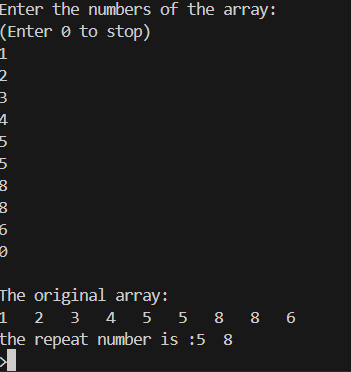 Enter the numbers of the array:
(Enter 0 to stop)
1
2
3
4
5
5
8
8
6
0
The original array:
1   2   3   4   5   5   8   8   6
the repeat number is :5  8
>